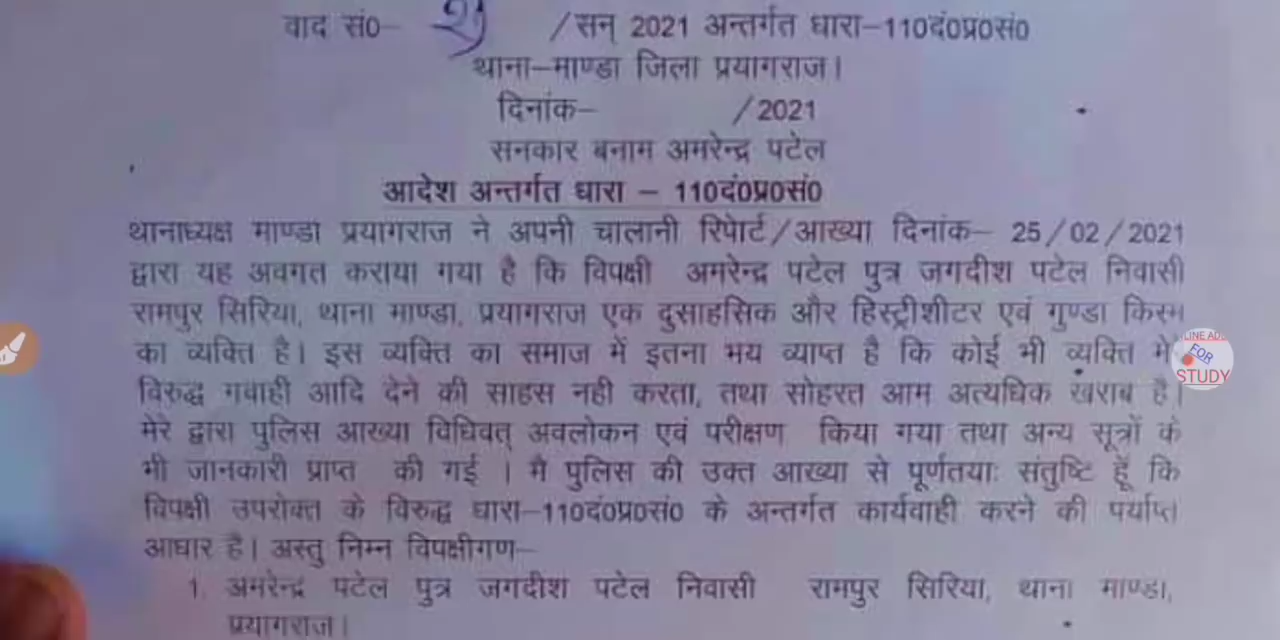 वाद सं0- 29 /सन् 2021 अन्तर्गत धारा-110दं0प्र0सं0
थाना-माण्डा जिला प्रयागराज।
दिनांक- /2021
सनकार बनाम अमरेन्द्र पटेल
आदेश अन्तर्गत धारा - 110दं0प्र0सं0
थानाध्यक्ष माण्डा प्रयागराज ने अपनी चालानी रिपोर्ट/आख्या दिनांक- 25/02/2021
द्वारा यह अवगत कराया गया है कि विपक्षी अमरेन्द्र पटेल पुत्र जगदीश पटेल निवासी
रामपुर सिरिया, थाना माण्डा, प्रयागराज एक दुसाहसिक और हिस्ट्रीशीटर एवं गुण्डा किस्म
का व्यक्ति है। इस व्यक्ति का समाज में इतना भय व्याप्त है कि कोई भी व्यक्ति मे
विरुद्ध गवाही आदि देने की साहस नही करता, तथा सोहरत आम अत्यधिक खराब है।
मेरे द्वारा पुलिस आख्या विधिवत् अवलोकन एवं परीक्षण किया गया तथा अन्य सूत्रों के
भी जानकारी प्राप्त की गई । मै पुलिस की उक्त आख्या से पूर्णतयाः संतुष्टि हूँ कि
विपक्षी उपरोक्त के विरुद्ध धारा-110दं0प्र0सं0 के अन्तर्गत कार्यवाही करने की पर्याप्त
आधार है। अस्तु निम्न विपक्षीगण-
1. अमरेन्द्र पटेल पुत्र जगदीश पटेल निवासी रामपुर सिरिया, थाना माण्डा,
प्रयागराज।
FOR
STUDY